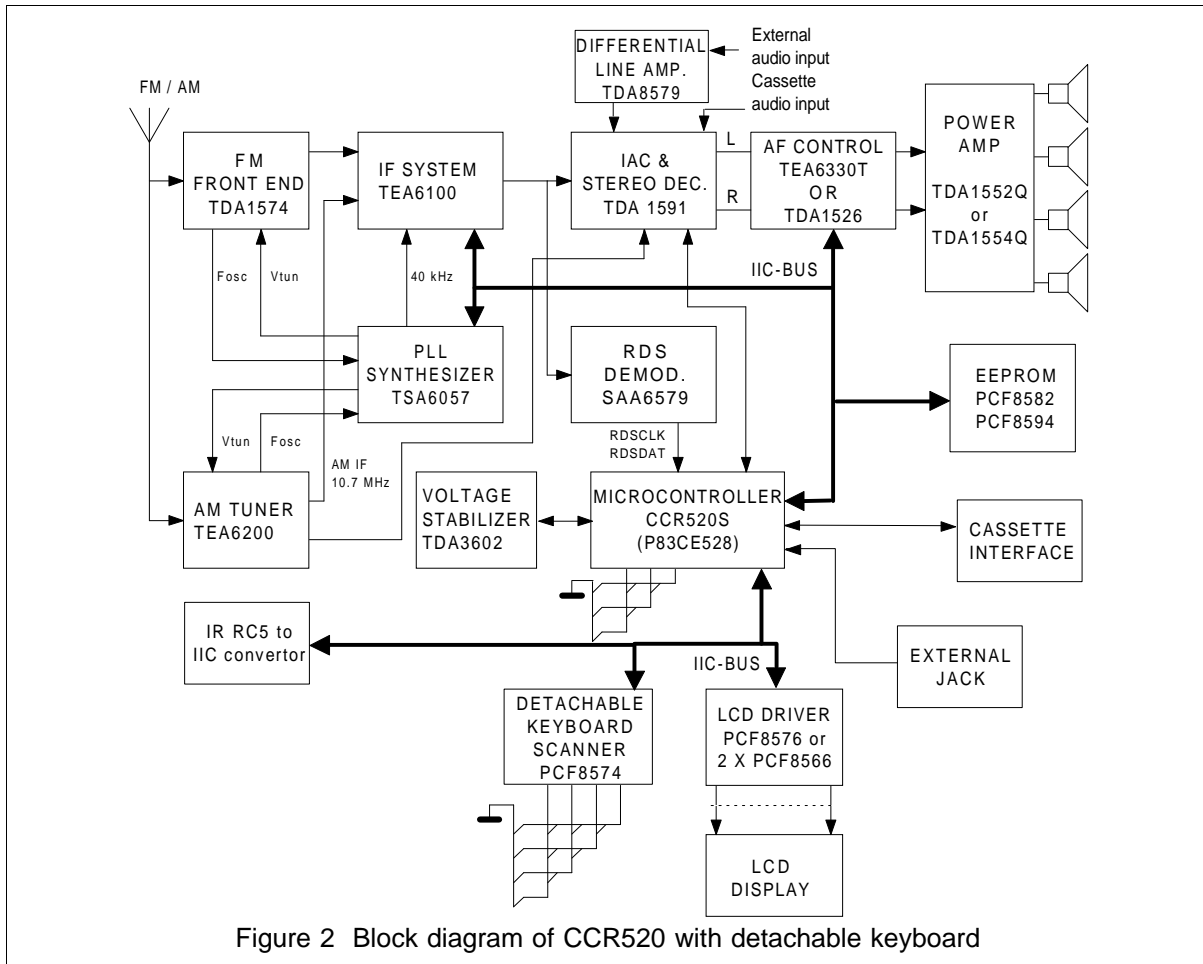 External
audio input
Cassette
audio input
DIFFERENTIAL
LINE AMP.
TDA8579
FM / AM
FM
FRONT END
TDA1574
IF SYSTEM
TEA6100
IAC &
STEREO DEC.
TDA 1591
L
R
AF CONTROL
TEA6330T
OR
TDA1526
POWER
AMP
TDA1552Q
or
TDA1554Q
Fosc
Vtun
40 kHz
IIC-BUS
PLL
SYNTHESIZER
TSA6057
RDS
DEMOD.
SAA6579
EEPROM
PCF8582
PCF8594
Vtun
Fosc
AM IF
10.7 MHz
RDSCLK
RDSDAT
AM TUNER
TEA6200
VOLTAGE
STABILIZER
TDA3602
MICROCONTROLLER
CCR520S
(P83CE528)
CASSETTE
INTERFACE
IR RC5 to
IIC convertor
IIC-BUS
EXTERNAL
JACK
DETACHABLE
KEYBOARD
SCANNER
PCF8574
LCD DRIVER
PCF8576 or
2 X PCF8566
LCD
DISPLAY
Figure 2 Block diagram of CCR520 with detachable keyboard